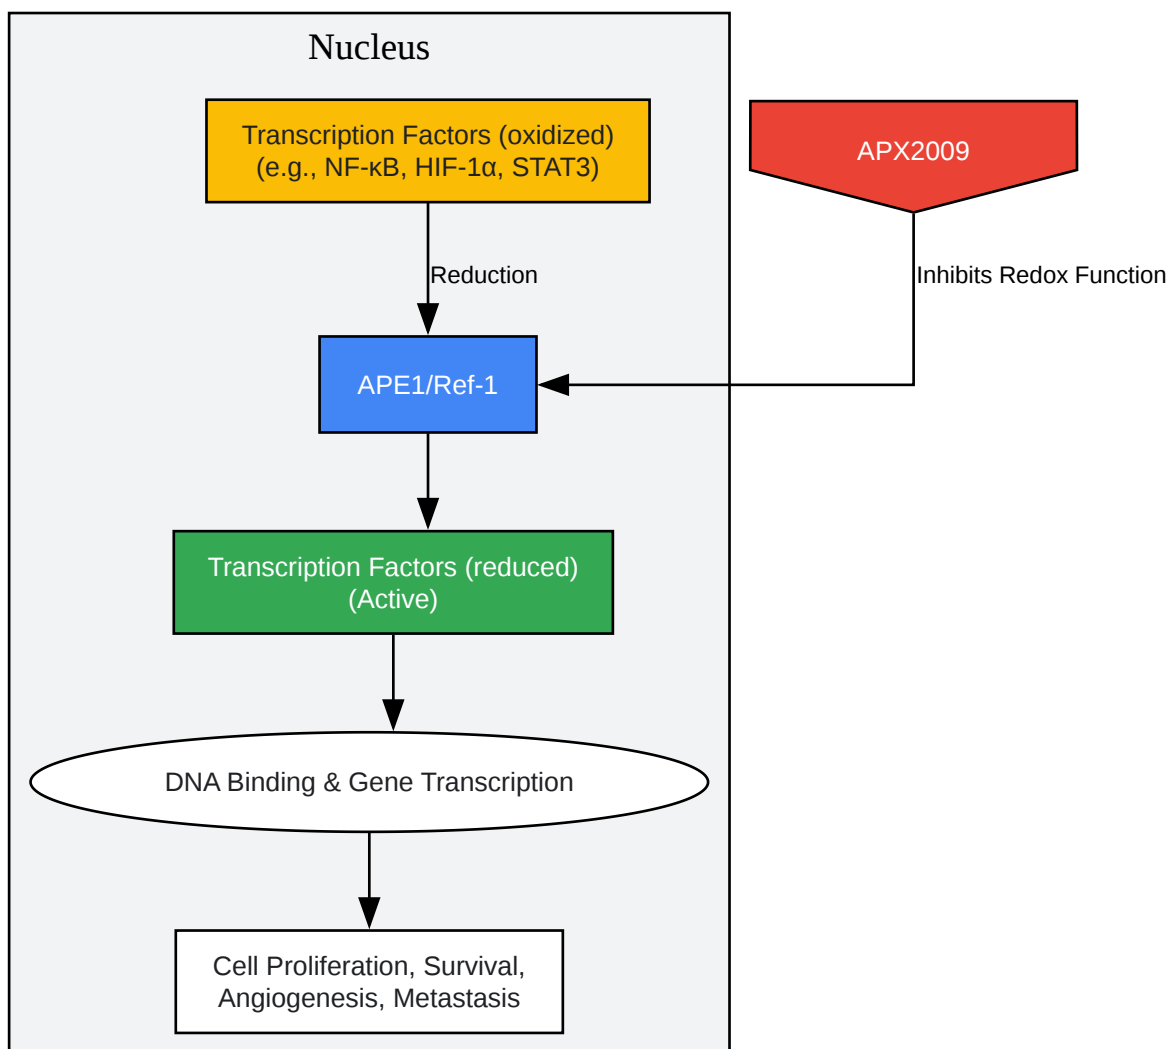 Nucleus
Transcription Factors (oxidized)
(e.g., NF-κB, HIF-1α, STAT3)
APX2009
Reduction
Inhibits Redox Function
APE1/Ref-1
Transcription Factors (reduced)
(Active)
DNA Binding & Gene Transcription
Cell Proliferation, Survival,
Angiogenesis, Metastasis